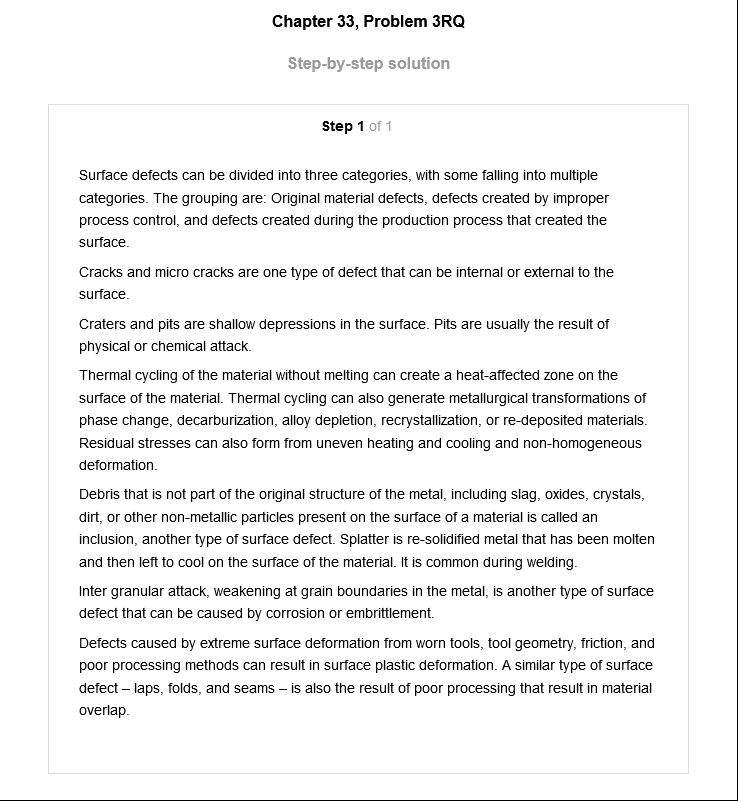 Chapter 33, Problem 3RQ
Step-by-step solution
Step 1 of 1
Surface defects can be divided into three categories, with some falling into multiple
categories. The grouping are: Original material defects, defects created by improper
process control, and defects created during the production process that created the
surface.
Cracks and micro cracks are one type of defect that can be internal or external to the
surface.
Craters and pits are shallow depressions in the surface. Pits are usually the result of
physical or chemical attack.
Thermal cycling of the material without melting can create a heat-affected zone on the
surface of the material. Thermal cycling can also generate metallurgical transformations of
phase change, decarburization, alloy depletion, recrystallization, or re-deposited materials.
Residual stresses can also form from uneven heating and cooling and non-homogeneous
deformation.
Debris that is not part of the original structure of the metal, including slag, oxides, crystals,
dirt, or other non-metallic particles present on the surface of a material is called an
inclusion, another type of surface defect. Splatter is re-solidified metal that has been molten
and then left to cool on the surface of the material. It is common during welding.
Inter granular attack, weakening at grain boundaries in the metal, is another type of surface
defect that can be caused by corrosion or embrittlement.
Defects caused by extreme surface deformation from worn tools, tool geometry, friction, and
poor processing methods can result in surface plastic deformation. A similar type of surface
defect – laps, folds, and seams – is also the result of poor processing that result in material
overlap.